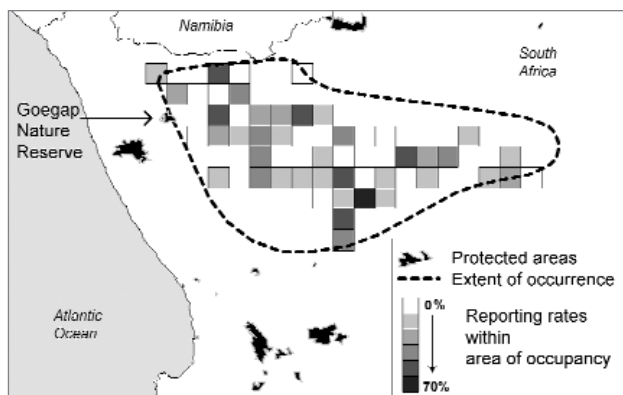 Namibia
South
Africa
Goegap
Nature
Reserve
Protected areas
Extent of occurrence
0%
Reporting rates
within
area of occupancy
70%
Atlantic
Ocean